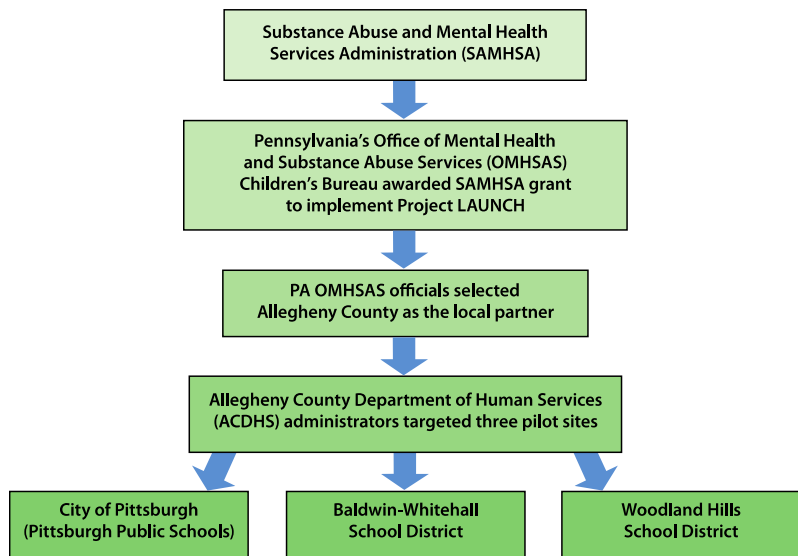 Substance Abuse and Mental Health
Services Administration (SAMHSA)
Pennsylvania’s Office of Mental Health
and Substance Abuse Services (OMHSAS)
Children’s Bureau awarded SAMHSA grant
to implement Project LAUNCH
PA OMHSAS officials selected
Allegheny County as the local partner
Allegheny County Department of Human Services
(ACDHS) administrators targeted three pilot sites
City of Pittsburgh
(Pittsburgh Public Schools)
Baldwin-Whitehall
School District
Woodland Hills
School District